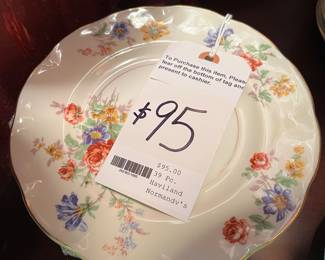 To Purchase this item, Please
tear off the bottom of tag and
present to cashier.
$95
$95.00
39 Pc.
Haviland
Normandy's